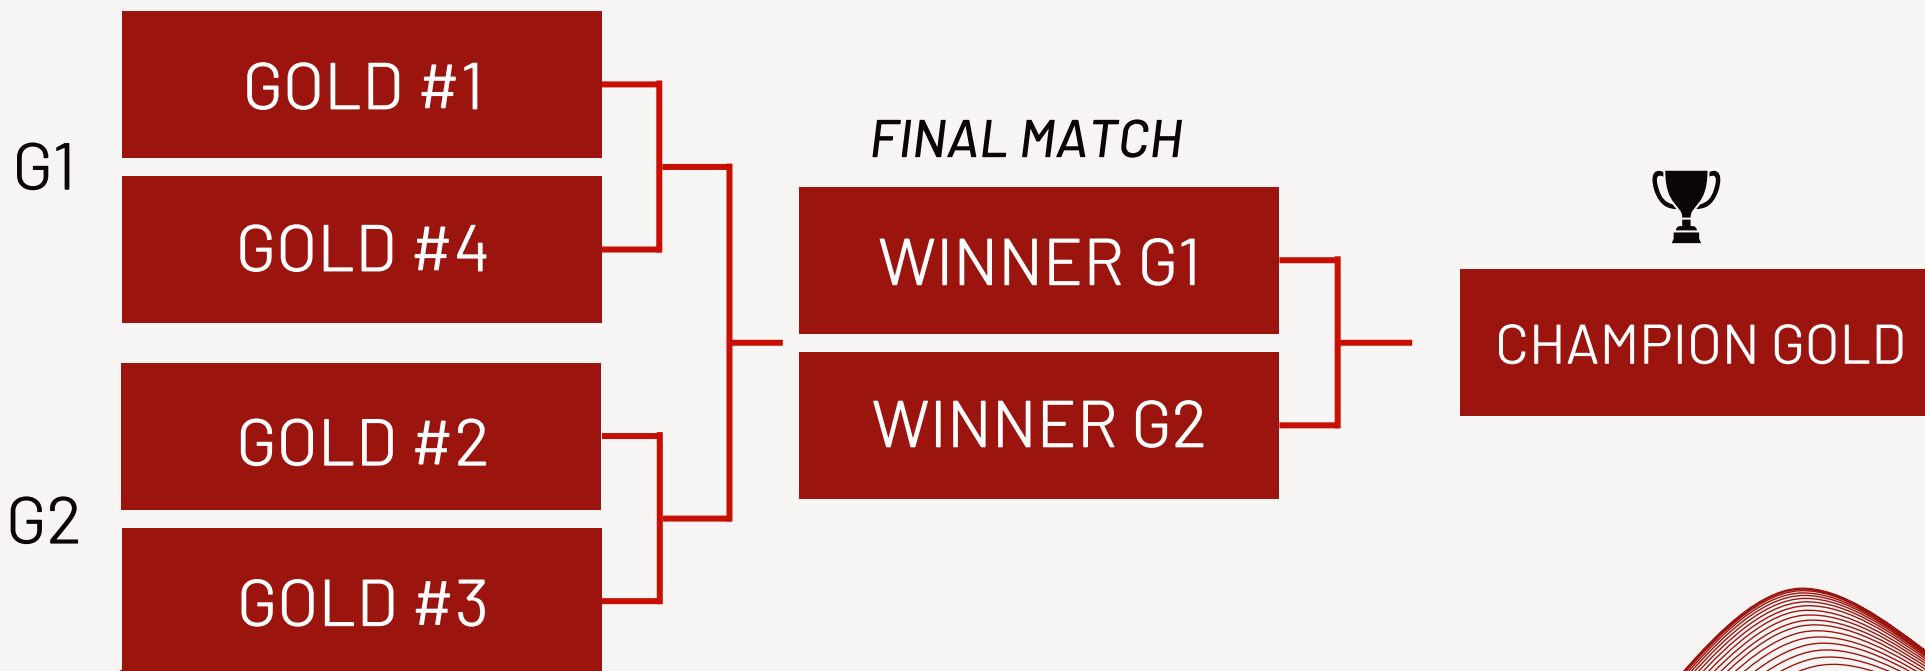 G1
GOLD #1
GOLD #4
G2
GOLD #2
GOLD #3
FINAL MATCH
WINNER G1
WINNER G2
CHAMPION GOLD